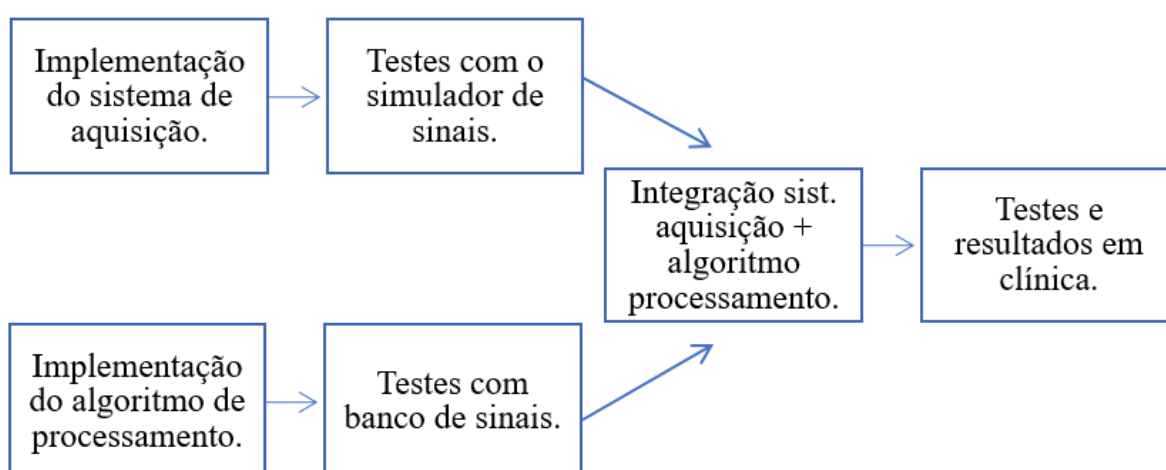 Implementação
do sistema de
aquisição.
Testes com o
simulador de
sinais.
Integração sist.
aquisição +
algoritmo
processamento.
Testes e
resultados em
clínica.
Implementação
do algoritmo de
processamento.
Testes com
banco de sinais.